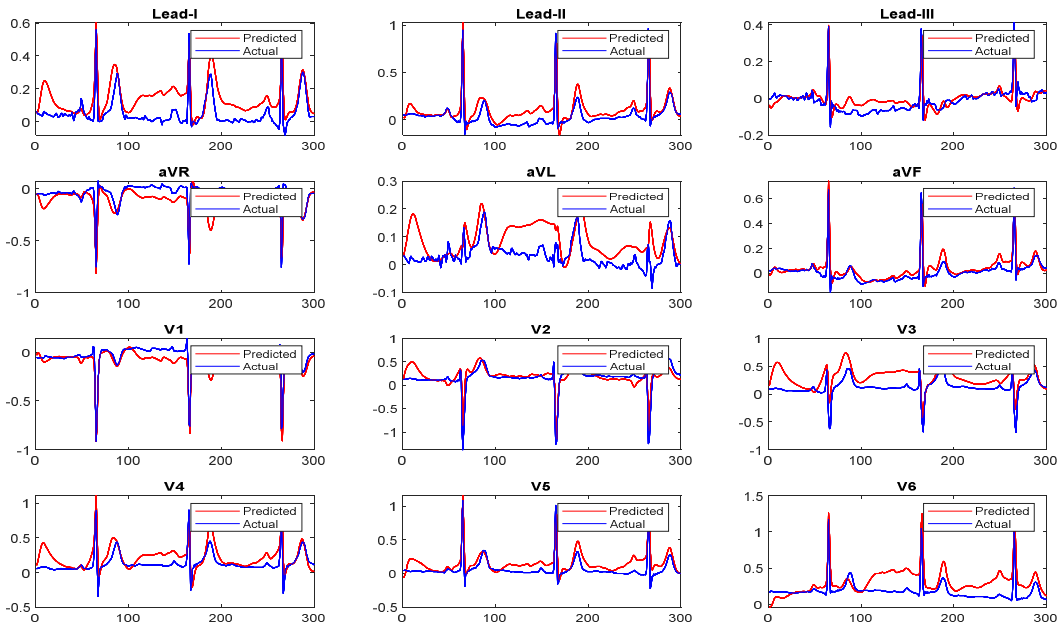 Lead-I
0.6
0.4
0.2
0
0 100 200 300
Predicted
Actual
Lead-II
1
0.5
0
0 100 200 300
Predicted
Actual
Lead-III
0.4
0.2
0
-0.2
0 100 200 300
Predicted
Actual
aVR
0
-0.5
-1
0 100 200 300
Predicted
Actual
aVL
0.3
0.2
0.1
0
-0.1
0 100 200 300
Predicted
Actual
aVF
0.6
0.4
0.2
0
0 100 200 300
Predicted
Actual
V1
0
-0.5
-1
0 100 200 300
Predicted
Actual
V2
1
0.5
0
-0.5
-1
0 100 200 300
Predicted
Actual
V3
1
0.5
0
-0.5
-1
0 100 200 300
Predicted
Actual
V4
1
0.5
0
-0.5
0 100 200 300
Predicted
Actual
V5
1
0.5
0
-0.5
0 100 200 300
Predicted
Actual
V6
1.5
1
0.5
0
0 100 200 300
Predicted
Actual